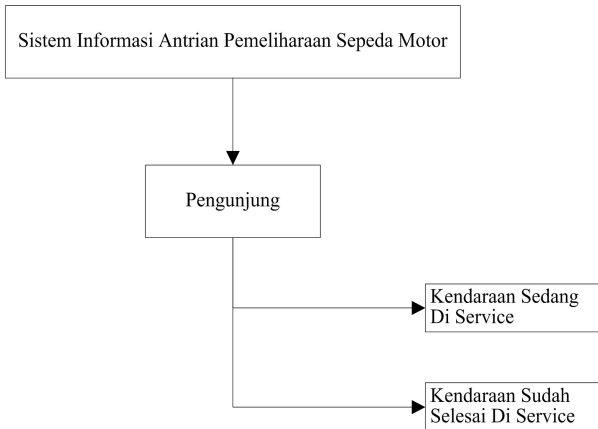 Sistem Informasi Antrian Pemeliharaan Sepeda Motor
Pengunjung
Kendaraan Sedang
Di Service
Kendaraan Sudah
Selesai Di Service